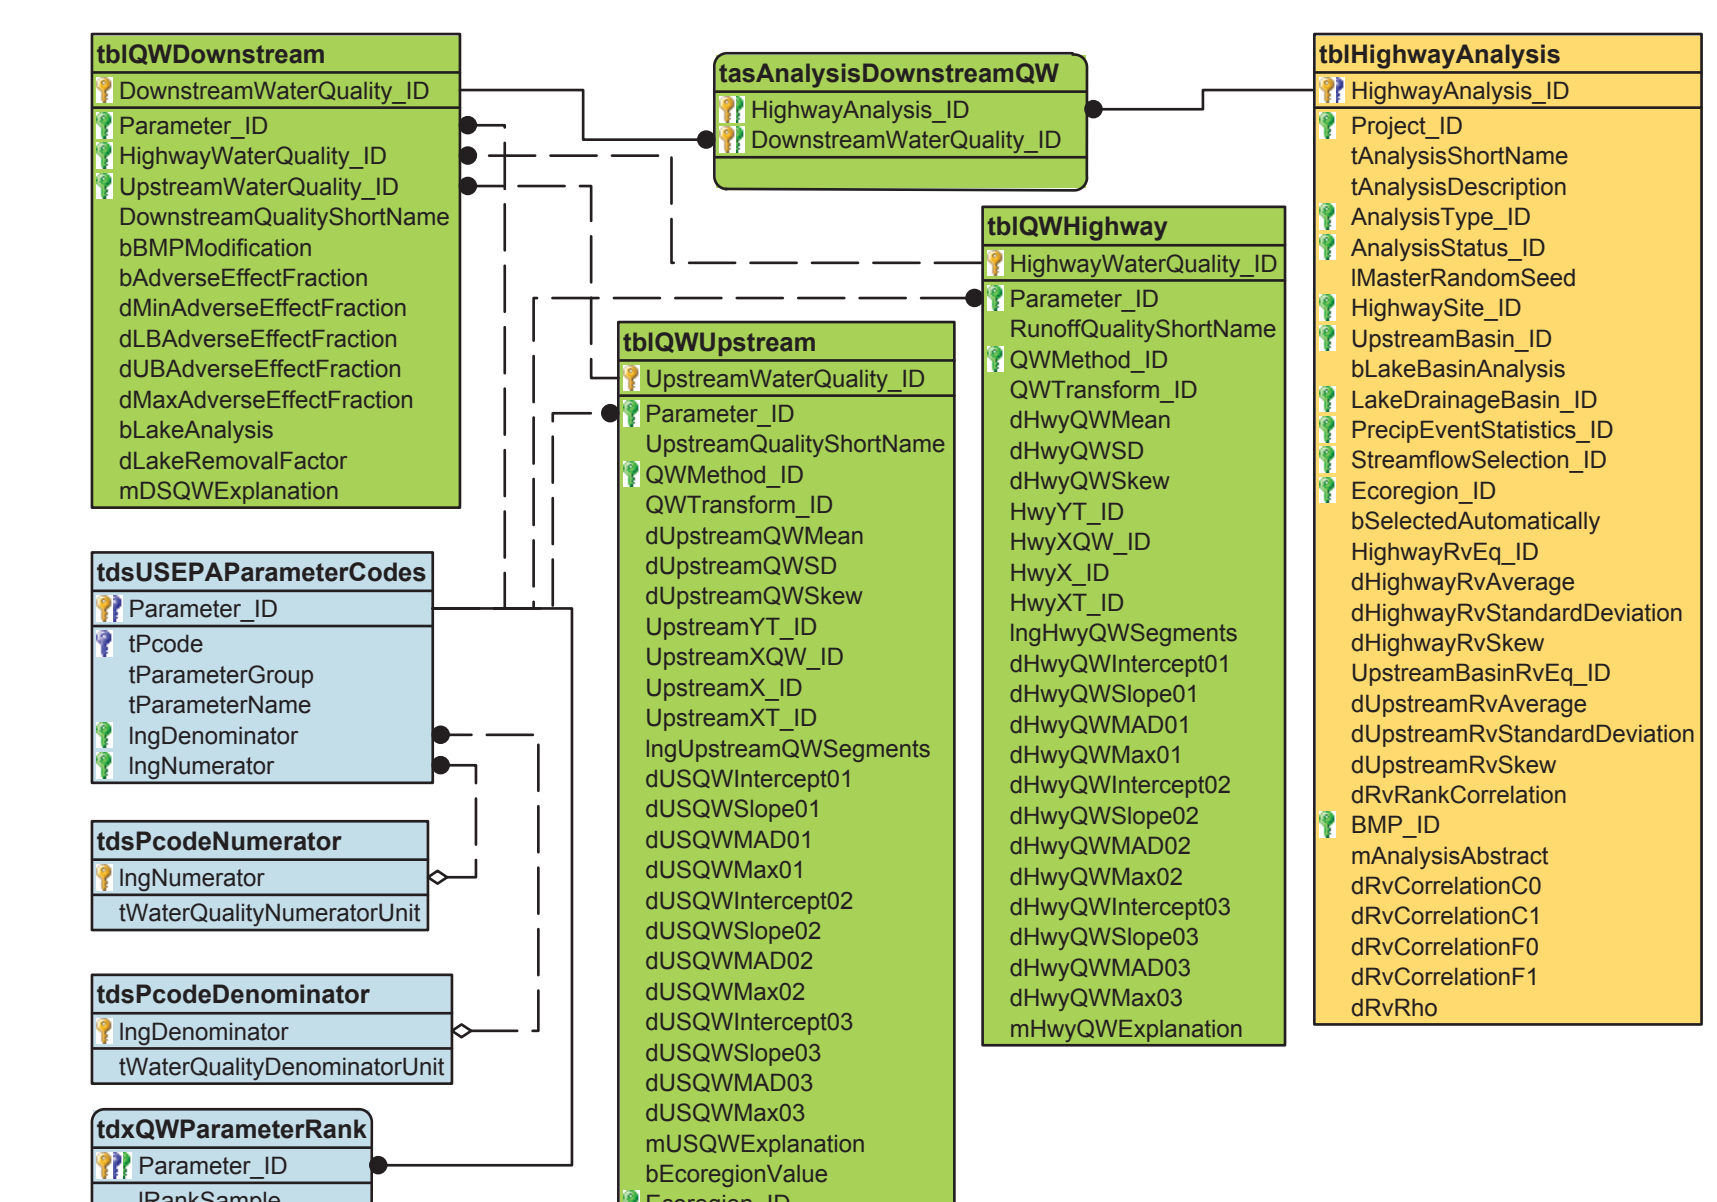 tblQWDownstream
DownstreamWaterQuality_ID
Parameter_ID
HighwayWaterQuality_ID
UpstreamWaterQuality_ID
DownstreamQualityShortName
bBMPModification
bAdverseEffectFraction
dMinAdverseEffectFraction
dLBAdverseEffectFraction
dUBAdverseEffectFraction
dMaxAdverseEffectFraction
bLakeAnalysis
dLakeRemovalFactor
mDSQWExplanation
tdsUSEPAParameterCodes
Parameter_ID
tPcode
tParameterGroup
tParameterName
lngDenominator
lngNumerator
tdsPcodeNumerator
lngNumerator
tWaterQualityNumeratorUnit
tdsPcodeDenominator
lngDenominator
tWaterQualityDenominatorUnit
tdxQWParameterRank
Parameter_ID
lRankSample
tasAnalysisDownstreamQW
HighwayAnalysis_ID
DownstreamWaterQuality_ID
tblQWUpstream
UpstreamWaterQuality_ID
Parameter_ID
UpstreamQualityShortName
QWMethod_ID
QWTransform_ID
dUpstreamQWMean
dUpstreamQWSD
dUpstreamQWSkew
UpstreamYT_ID
UpstreamXQW_ID
UpstreamX_ID
UpstreamXT_ID
lngUpstreamQWSegments
dUSQWIntercept01
dUSQWSlope01
dUSQWMAD01
dUSQWMax01
dUSQWIntercept02
dUSQWSlope02
dUSQWMAD02
dUSQWMax02
dUSQWIntercept03
dUSQWSlope03
dUSQWMAD03
dUSQWMax03
mUSQWExplanation
bEcoregionValue
Ecoregion_ID
tblQWHighway
HighwayWaterQuality_ID
Parameter_ID
RunoffQualityShortName
QWMethod_ID
QWTransform_ID
dHwyQWMean
dHwyQWSD
dHwyQWSkew
HwyYT_ID
HwyXQW_ID
HwyX_ID
HwyXT_ID
lngHwyQWSegments
dHwyQWIntercept01
dHwyQWSlope01
dHwyQWMAD01
dHwyQWMax01
dHwyQWIntercept02
dHwyQWSlope02
dHwyQWMAD02
dHwyQWMax02
dHwyQWIntercept03
dHwyQWSlope03
dHwyQWMAD03
dHwyQWMax03
mHwyQWExplanation
tblHighwayAnalysis
HighwayAnalysis_ID
Project_ID
tAnalysisShortName
tAnalysisDescription
AnalysisType_ID
AnalysisStatus_ID
lMasterRandomSeed
HighwaySite_ID
UpstreamBasin_ID
bLakeBasinAnalysis
LakeDrainageBasin_ID
PrecipEventStatistics_ID
StreamflowSelection_ID
Ecoregion_ID
bSelectedAutomatically
HighwayRvEq_ID
dHighwayRvAverage
dHighwayRvStandardDeviation
dHighwayRvSkew
UpstreamBasinRvEq_ID
dUpstreamRvAverage
dUpstreamRvStandardDeviation
dUpstreamRvSkew
dRvRankCorrelation
BMP_ID
mAnalysisAbstract
dRvCorrelationC0
dRvCorrelationC1
dRvCorrelationF0
dRvCorrelationF1
dRvRho